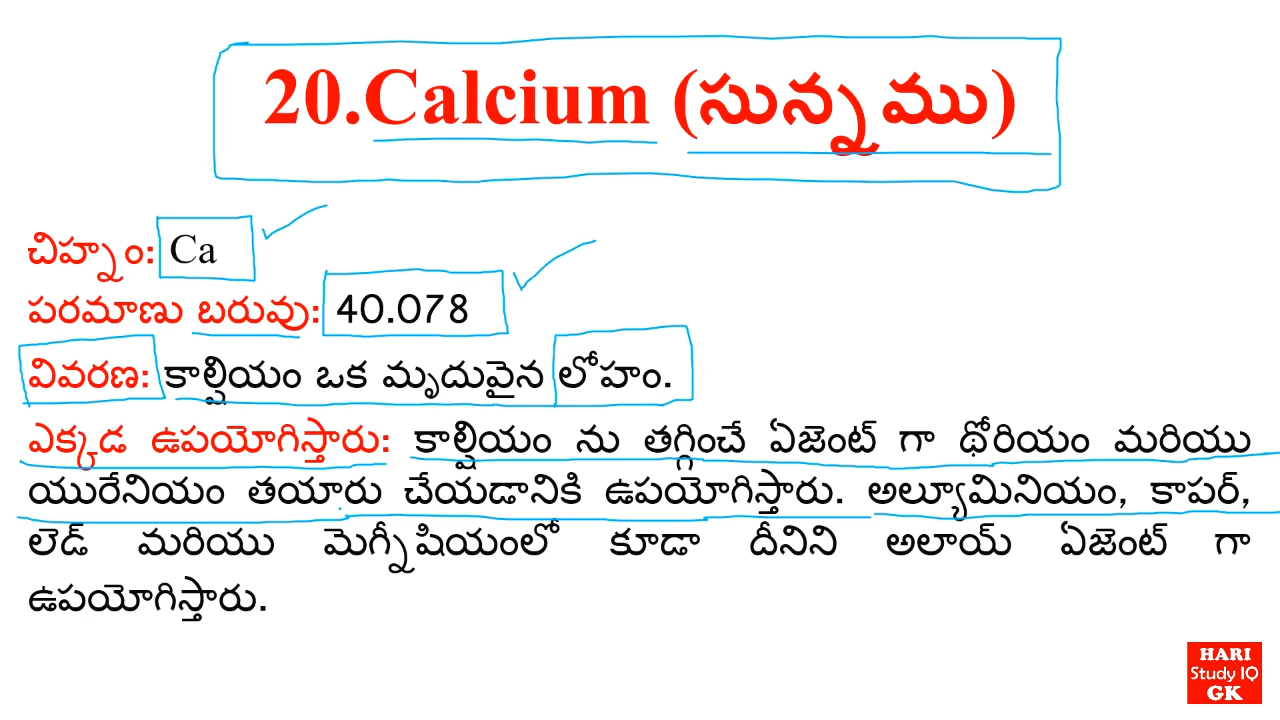 20.Calcium (సున్నము)
చిహ్నం: Ca
పరమాణు బరువు: 40.078
వివరణ: కాల్షియం ఒక మృదువైన లోహం.
ఎక్కడ ఉపయోగిస్తారు: కాల్షియం ను తగ్గించే ఏజెంట్ గా థోరియం మరియు
యురేనియం తయారు చేయడానికి ఉపయోగిస్తారు. అల్యూమినియం, కాపర్,
లెడ్ మరియు మెగ్నీషియంలో కూడా దీనిని అలాయ్ ఏజెంట్ గా
ఉపయోగిస్తారు.
HARI
Study IQ
GK